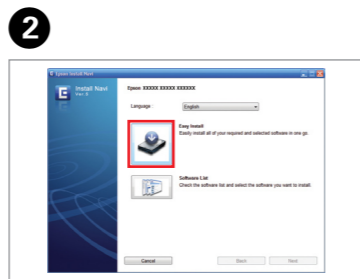 2
E Epson Install Navi
Install Navi
Ver. 6
Epson XXXXX XXXXX XXXXXX
Language :
English
Easy Install
Easily install all of your required and selected software in one go.
Software List
Check the software list and select the software you want to install.
Cancel
Back
Next